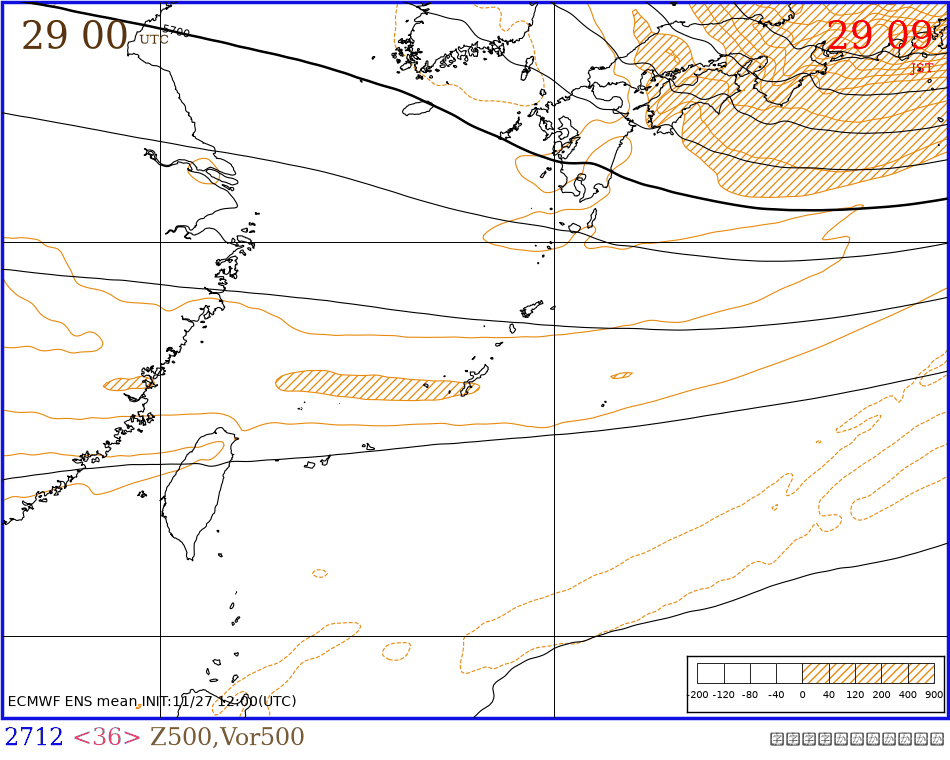 29 00 UTC
5700
29 09
JST
-200 -120 -80 -40 0 40 120 200 400 900
ECMWF ENS mean,INIT:11/27 12:00(UTC)
2712 <36> Z500,Vor500